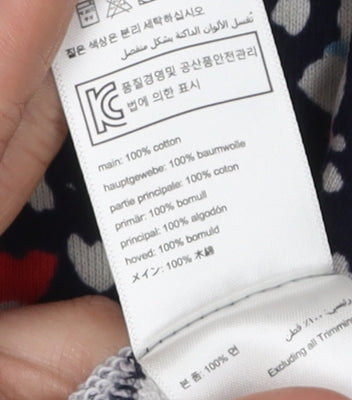 짙은 색상은 분리 세탁하십시오
تغسل الألوان الداكنة بشكل منفصل
품질경영및 공산품안전관리
법에 의한 표시
main: 100% cotton
hauptgewebe: 100% baumwolle
partie principale: 100% coton
primär: 100% bomull
principal: 100% algodón
hoved: 100% bomuld
メイン: 100% 木綿
رئيسي: ١٠٠٪ قطن
본 품: 100% 면
Excluding all Trimmin